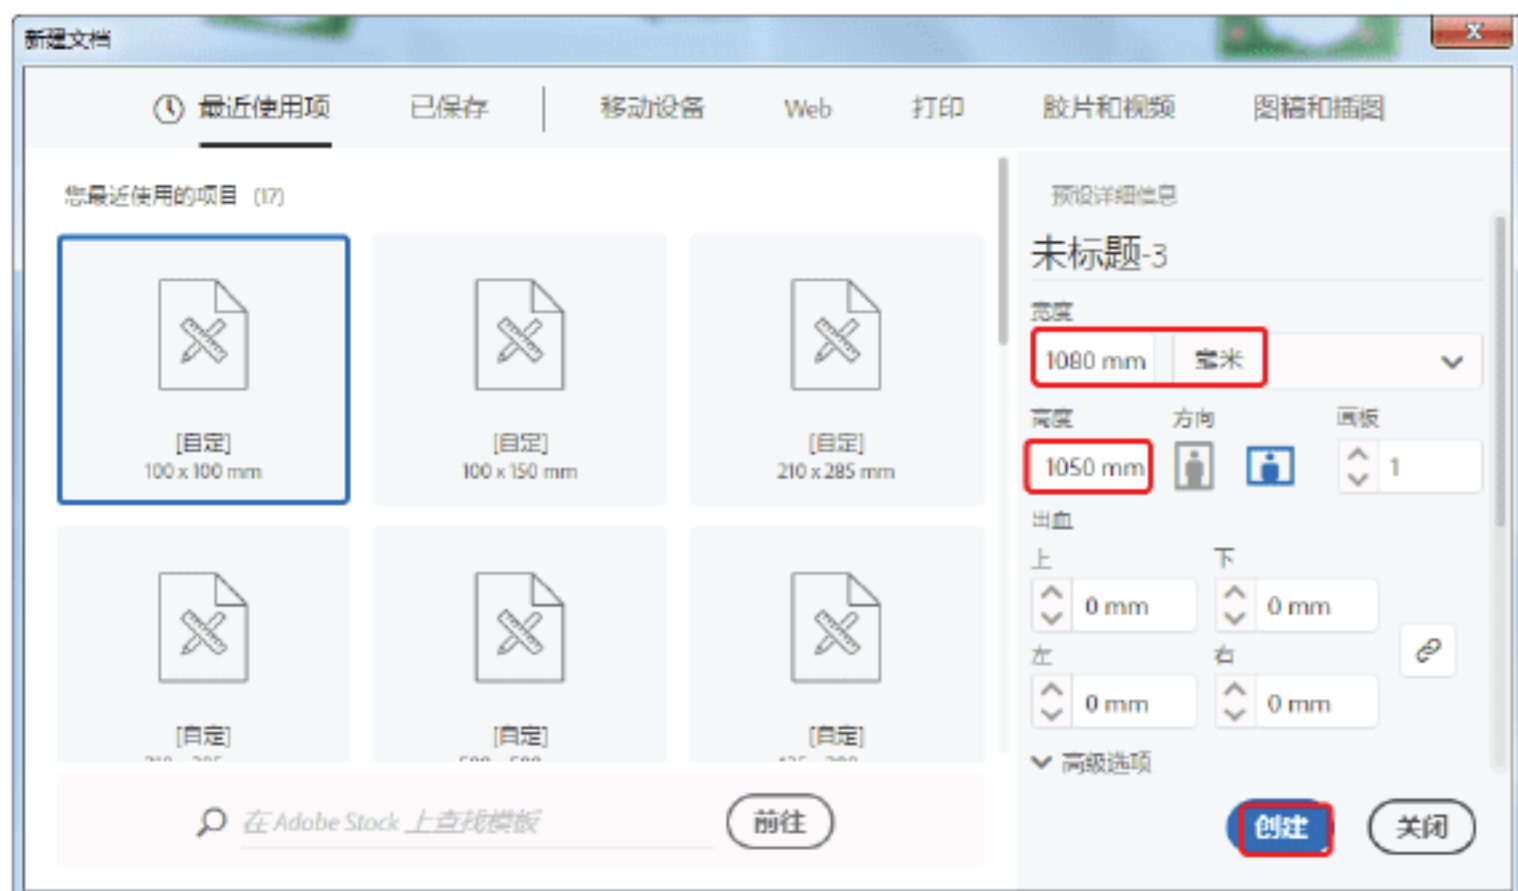 新建文档
最近使用项 已保存 移动设备 Web 打印 胶片和视频 图稿和插图
您最近使用的项目 (17)
[自定]
100 x 100 mm
[自定]
100 x 150 mm
[自定]
210 x 285 mm
[自定]
[自定]
[自定]
在 Adobe Stock 上查找模板 前往
预设详细信息
未标题-3
宽度
1080 mm 毫米
高度 方向 画板
1050 mm 1
出血
上 下
0 mm 0 mm
左 右
0 mm 0 mm
高级选项
创建 关闭